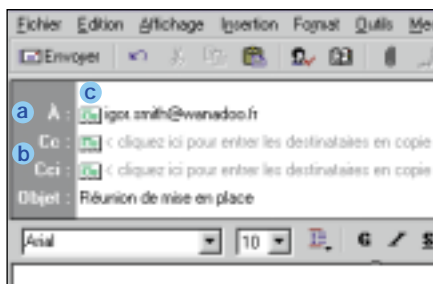 Fichier Edition Affichage Insertion Format Outils Me
Envoyer
c
a À : igor.smith@wanadoo.fr
Cc : < cliquez ici pour entrer les destinataires en copie
b
Cci : < cliquez ici pour entrer les destinataires en copie
Objet : Réunion de mise en place
Arial 10 G I S